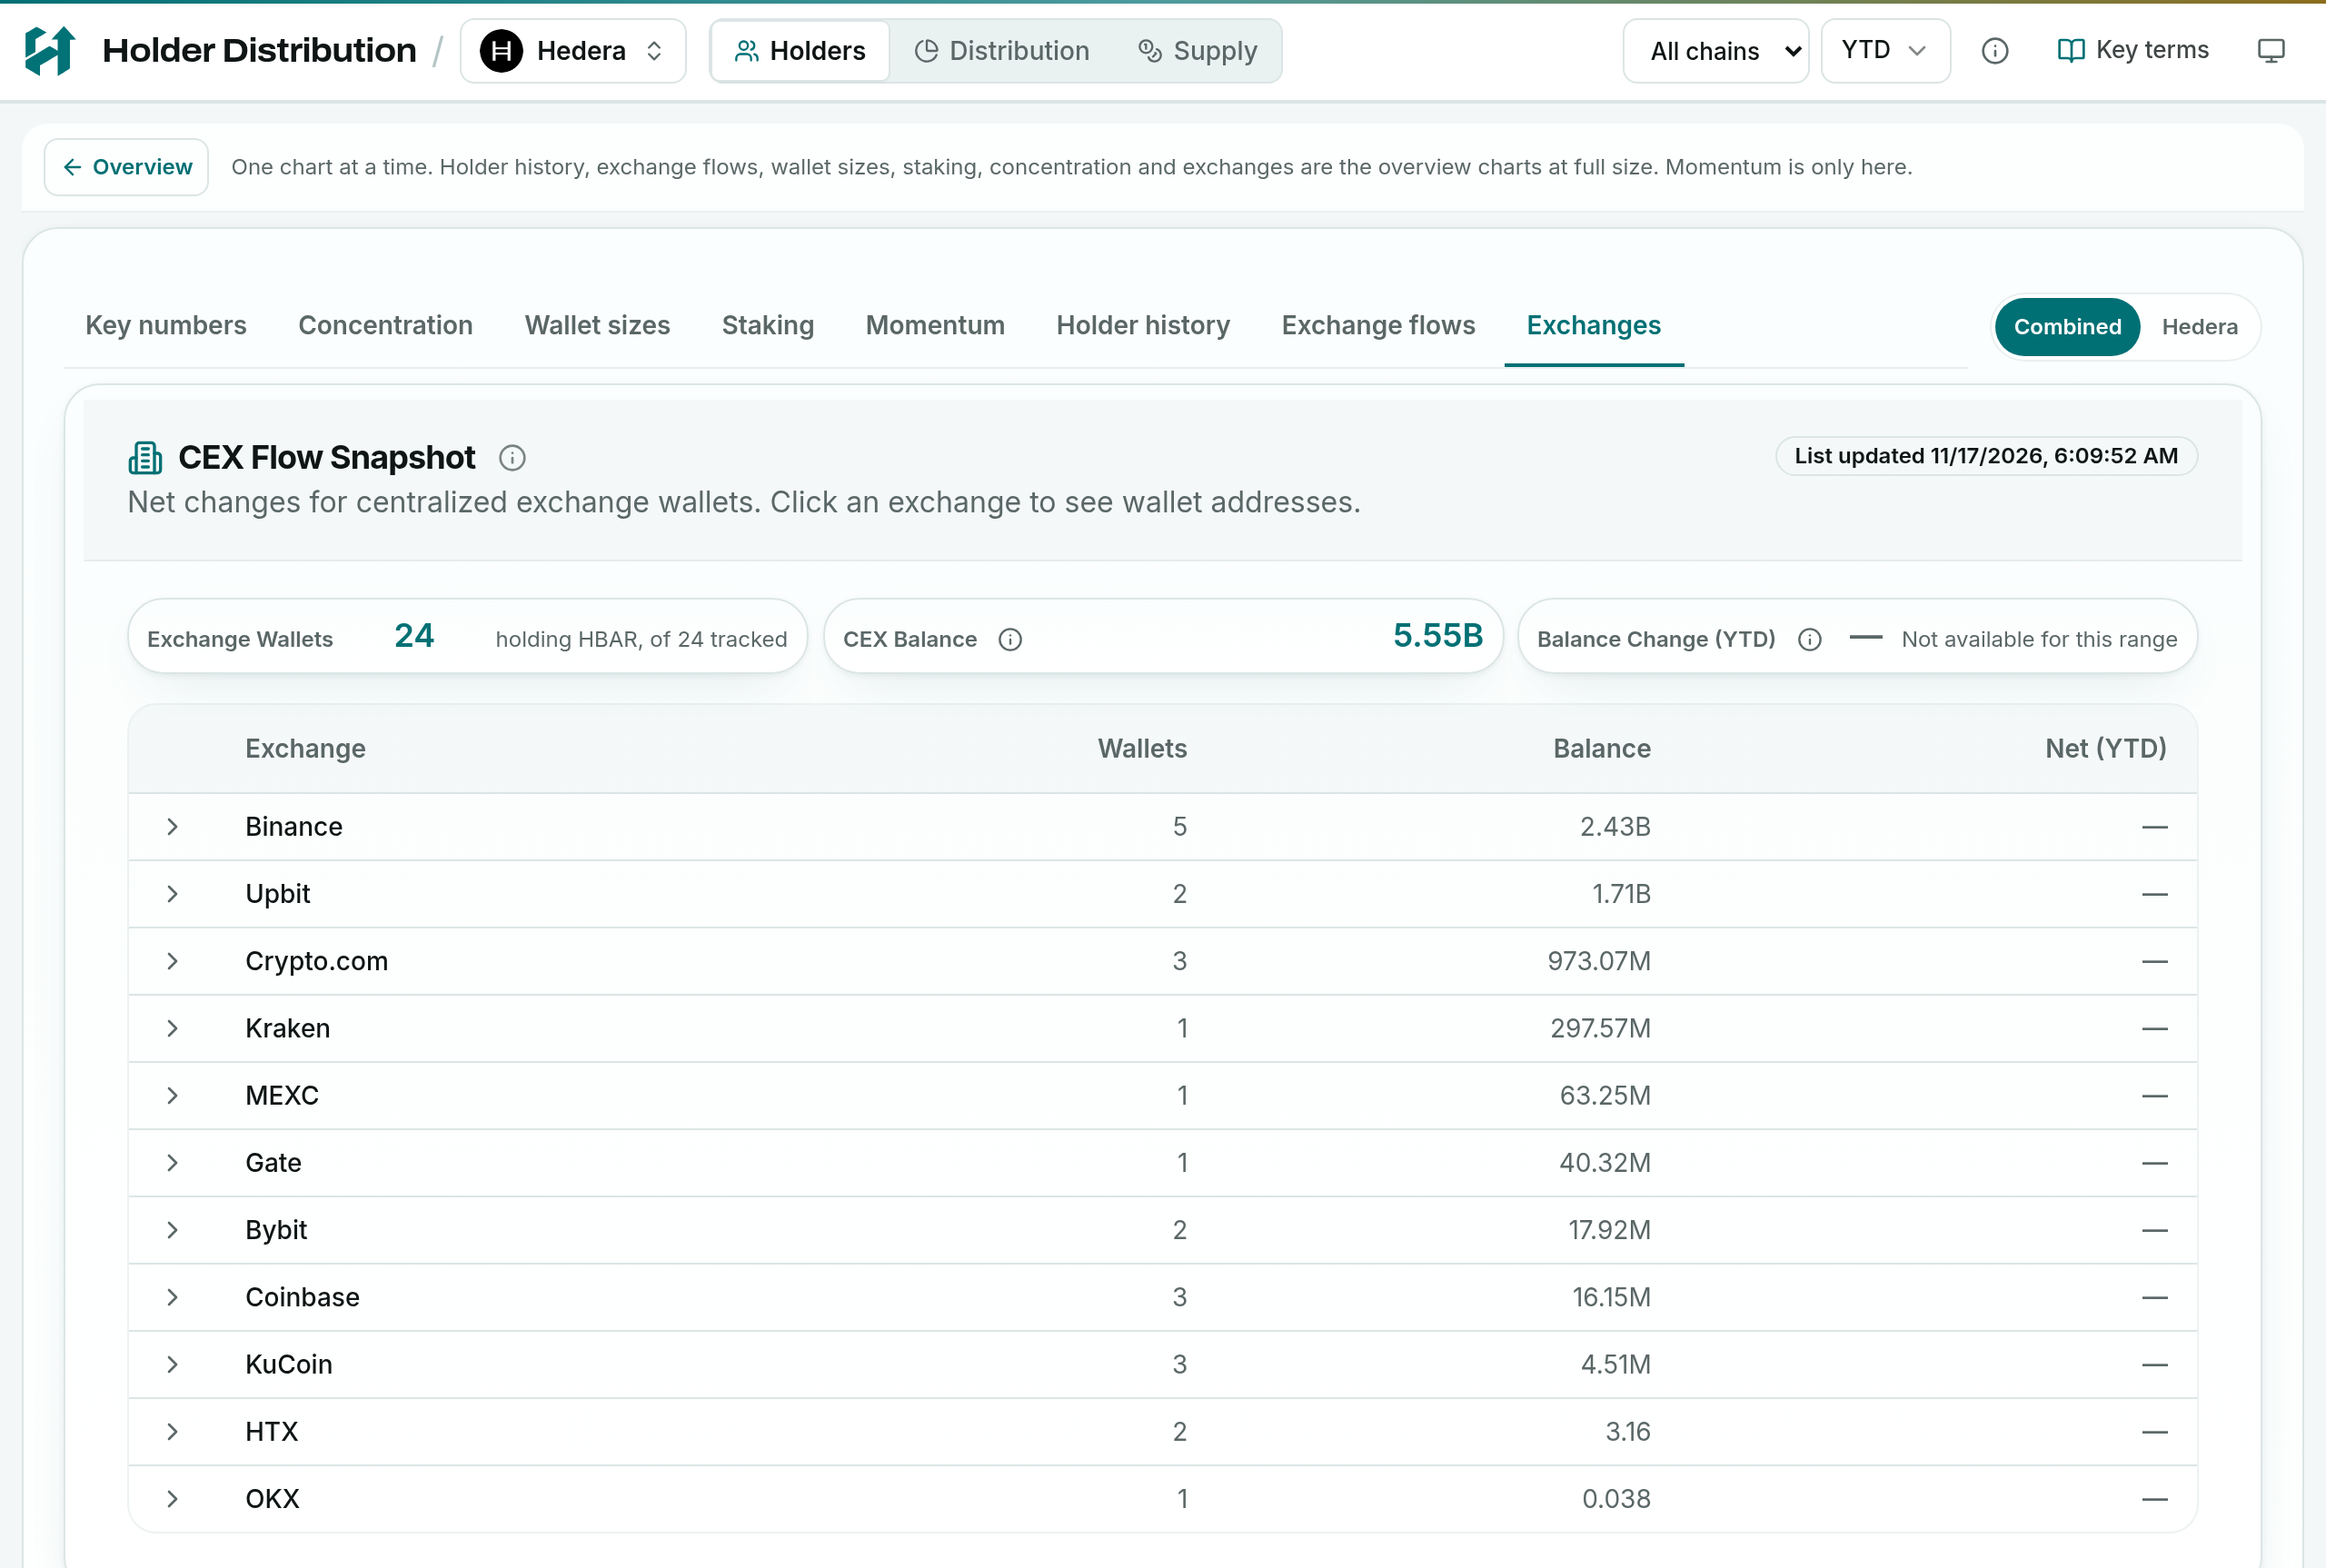 Holder Distribution / Hedera Holders Distribution Supply All chains YTD Key terms
Overview One chart at a time. Holder history, exchange flows, wallet sizes, staking, concentration and exchanges are the overview charts at full size. Momentum is only here.
Key numbers Concentration Wallet sizes Staking Momentum Holder history Exchange flows Exchanges Combined Hedera
CEX Flow Snapshot List updated 11/17/2026, 6:09:52 AM
Net changes for centralized exchange wallets. Click an exchange to see wallet addresses.
Exchange Wallets 24 holding HBAR, of 24 tracked CEX Balance 5.55B Balance Change (YTD) — Not available for this range
Exchange Wallets Balance Net (YTD)
Binance 5 2.43B —
Upbit 2 1.71B —
Crypto.com 3 973.07M —
Kraken 1 297.57M —
MEXC 1 63.25M —
Gate 1 40.32M —
Bybit 2 17.92M —
Coinbase 3 16.15M —
KuCoin 3 4.51M —
HTX 2 3.16 —
OKX 1 0.038 —